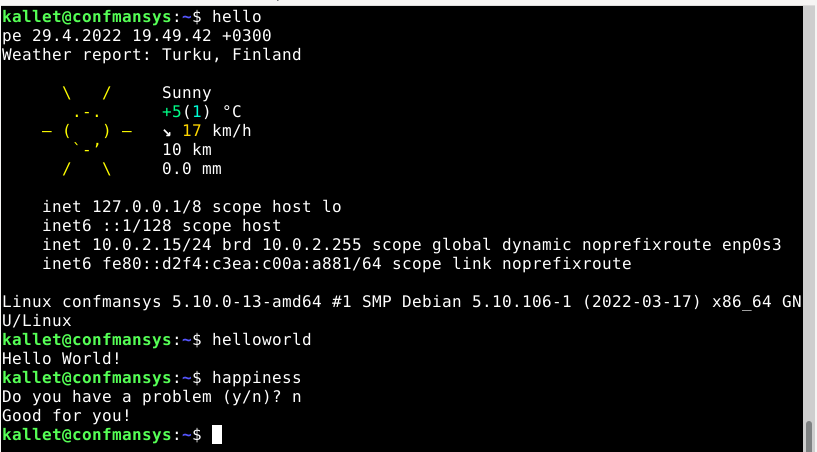 kallet@confmansys:~$ hello
pe 29.4.2022 19.49.42 +0300
Weather report: Turku, Finland

      \   /     Sunny
       .-.      +5(1) °C
    ― (   ) ―   ↘ 17 km/h
       `-’      10 km
      /   \     0.0 mm

    inet 127.0.0.1/8 scope host lo
    inet6 ::1/128 scope host
    inet 10.0.2.15/24 brd 10.0.2.255 scope global dynamic noprefixroute enp0s3
    inet6 fe80::d2f4:c3ea:c00a:a881/64 scope link noprefixroute

Linux confmansys 5.10.0-13-amd64 #1 SMP Debian 5.10.106-1 (2022-03-17) x86_64 GN
U/Linux
kallet@confmansys:~$ helloworld
Hello World!
kallet@confmansys:~$ happiness
Do you have a problem (y/n)? n
Good for you!
kallet@confmansys:~$